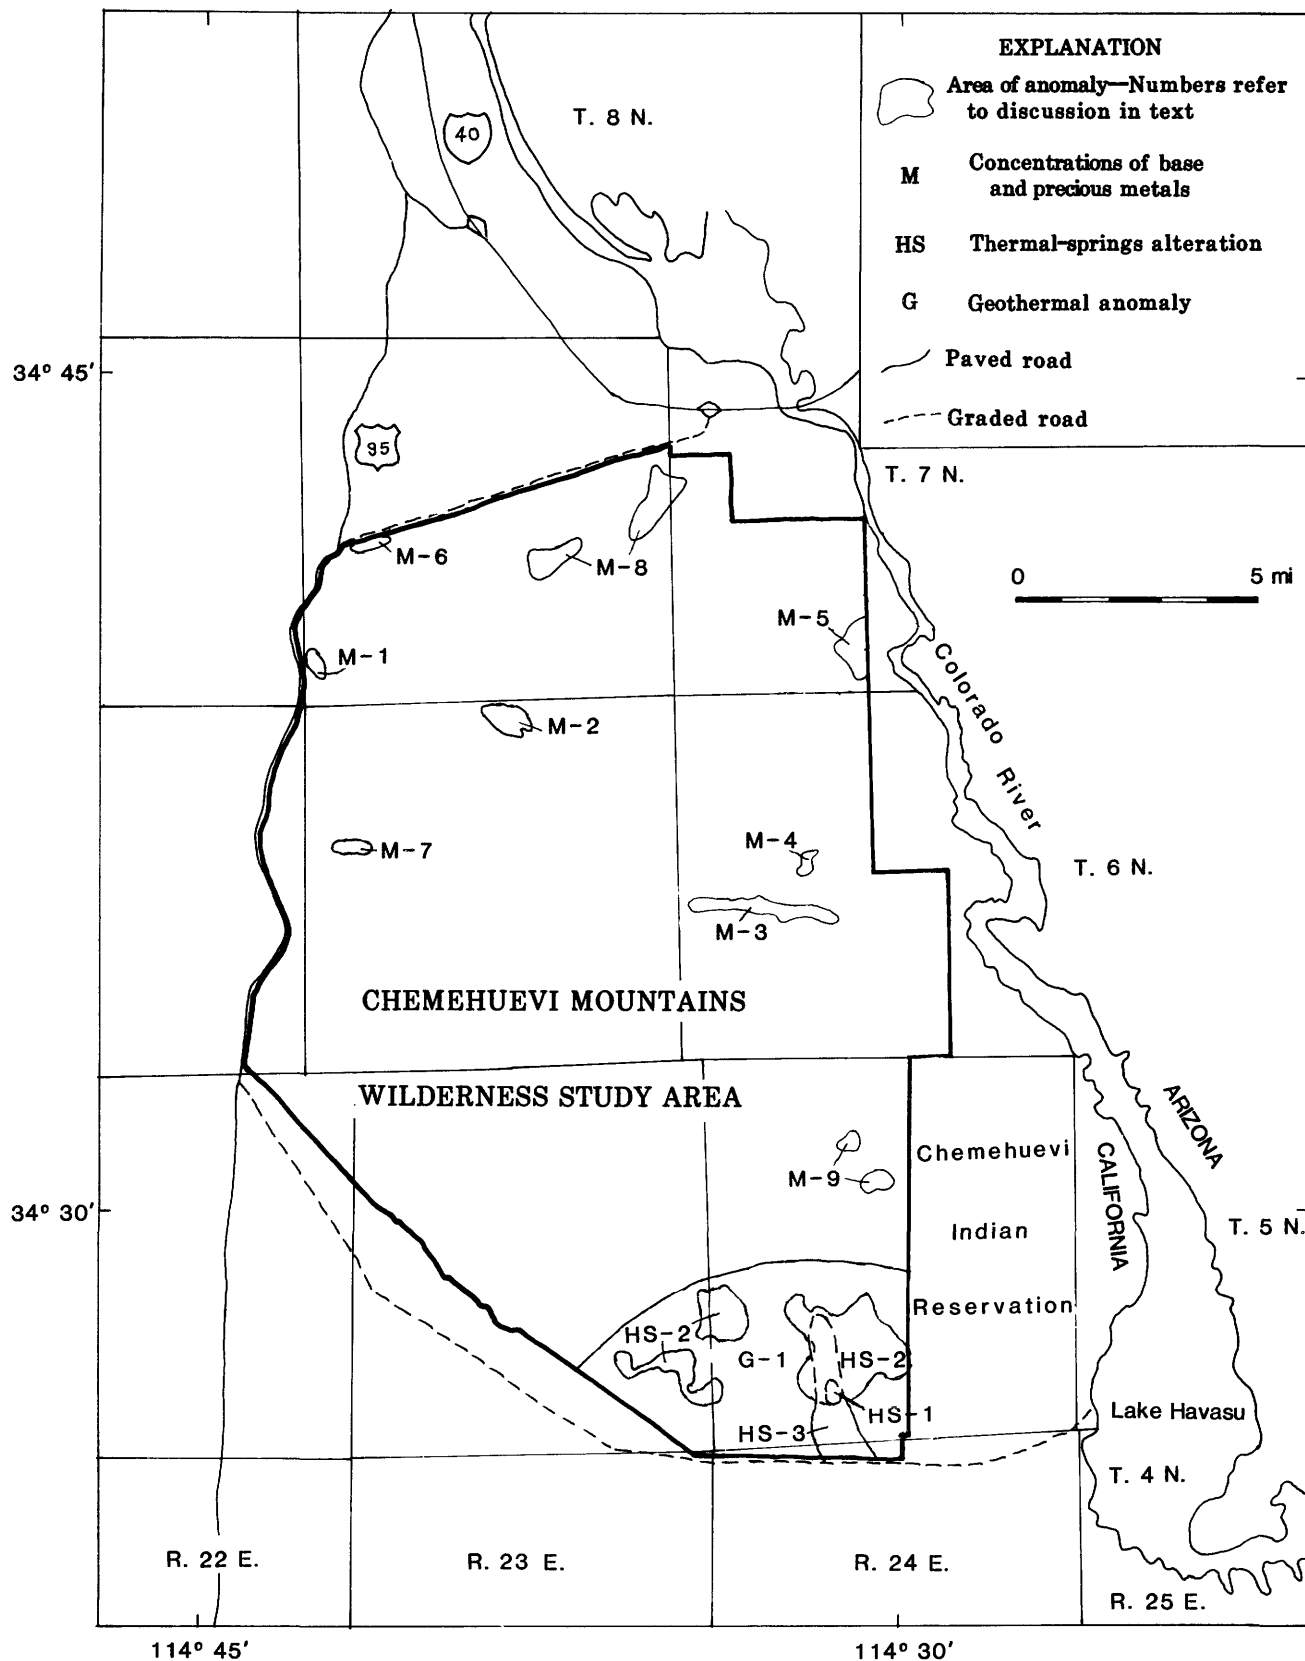 EXPLANATION
Area of anomaly—Numbers refer
to discussion in text
M Concentrations of base
and precious metals
HS Thermal-springs alteration
G Geothermal anomaly
Paved road
Graded road
T. 8 N.
40
34° 45′
95
T. 7 N.
M-6
M-8
0 5 mi
M-5
M-1
Colorado River
M-2
M-4
M-7
T. 6 N.
M-3
CHEMEHUEVI MOUNTAINS
WILDERNESS STUDY AREA
ARIZONA
CALIFORNIA
Chemehuevi
M-9
34° 30′
Indian
T. 5 N.
Reservation
HS-2
G-1
HS-2
HS-1
Lake Havasu
HS-3
T. 4 N.
R. 22 E.
R. 23 E.
R. 24 E.
R. 25 E.
114° 45′
114° 30′